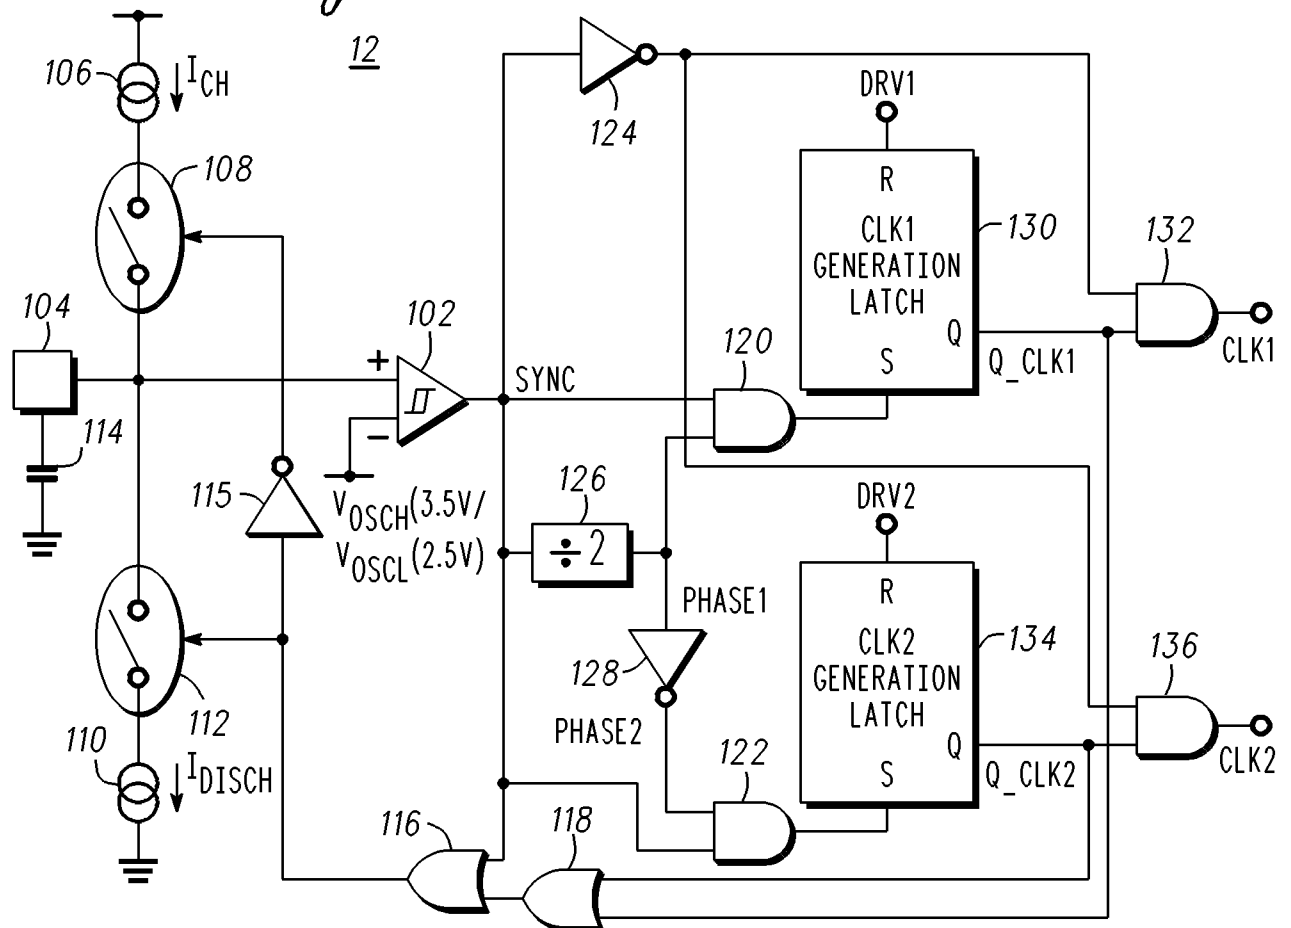 12
106
I_CH
124
DRV1
R
CLK1
GENERATION
LATCH
Q
S
130
132
CLK1
Q_CLK1
108
104
102
+
−
SYNC
120
114
115
V_OSCH(3.5V/
V_OSCL(2.5V)
126
÷ 2
PHASE1
DRV2
R
CLK2
GENERATION
LATCH
Q
S
134
136
CLK2
Q_CLK2
128
PHASE2
122
112
110
I_DISCH
116
118